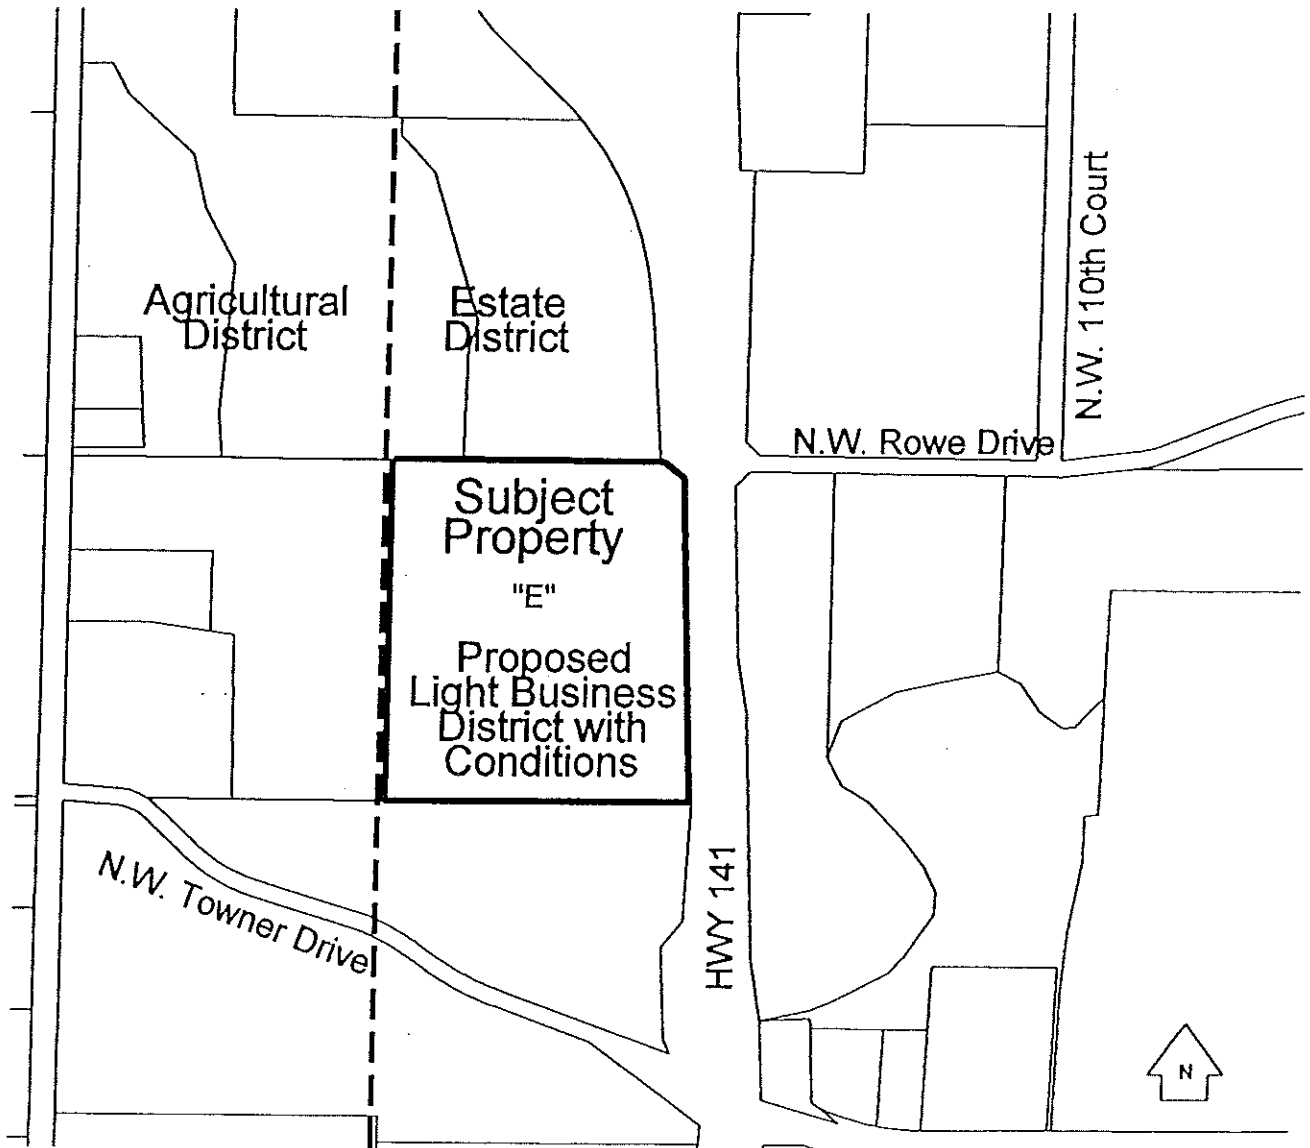 N.W. 110th Court
Agricultural
District
Estate
District
N.W. Rowe Drive
Subject
Property
"E"
Proposed
Light Business
District with
Conditions
N.W. Towner Drive
HWY 141
N